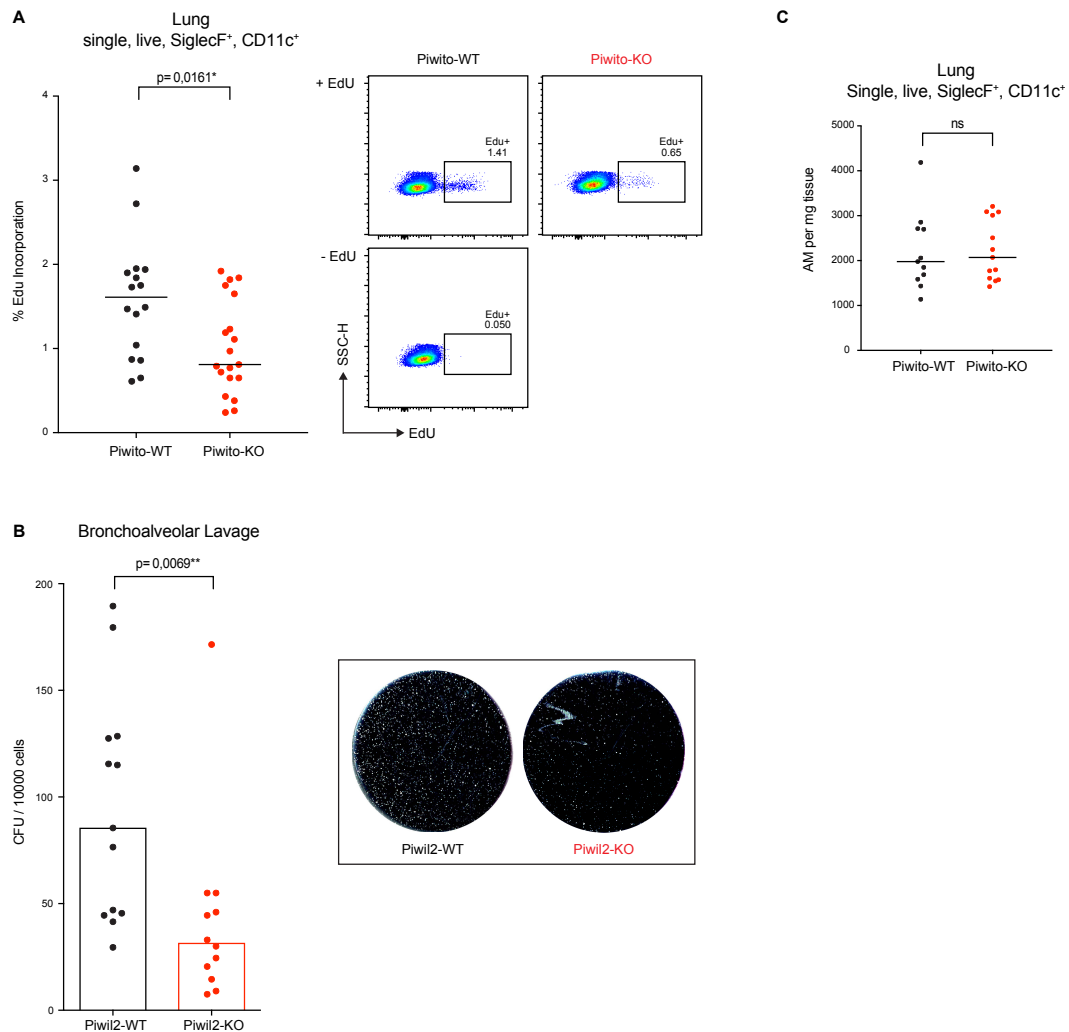 A
Lung
single, live, SiglecF⁺, CD11c⁺
p= 0,0161*
% Edu Incorporation
4
3
2
1
0
Piwito-WT
Piwito-KO
Piwito-WT
Piwito-KO
+ EdU
Edu+
1.41
Edu+
0.65
- EdU
Edu+
0.050
SSC-H
EdU
C
Lung
Single, live, SiglecF⁺, CD11c⁺
ns
AM per mg tissue
5000
4000
3000
2000
1000
0
Piwito-WT
Piwito-KO
B
Bronchoalveolar Lavage
p= 0,0069**
CFU / 10000 cells
200
150
100
50
0
Piwil2-WT
Piwil2-KO
Piwil2-WT
Piwil2-KO